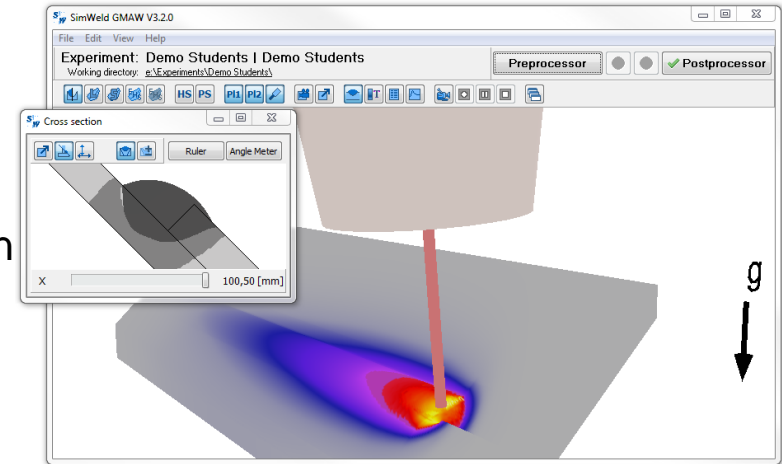 SimWeld GMAW V3.2.0
File Edit View Help
Experiment: Demo Students | Demo Students
Working directory: e:\Experiments\Demo Students\
Preprocessor
Postprocessor
HS PS Pl1 Pl2 T
Cross section
Ruler Angle Meter
X 100,50 [mm]
n
g